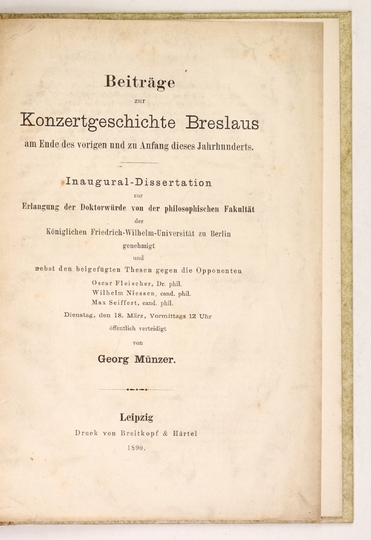 Beiträge
zur
Konzertgeschichte Breslaus
am Ende des vorigen und zu Anfang dieses Jahrhunderts.
Inaugural-Dissertation
zur
Erlangung der Doktorwürde von der philosophischen Fakultät
der
Königlichen Friedrich-Wilhelm-Universität zu Berlin
genehmigt
und
nebst den beigefügten Thesen gegen die Opponenten
Oscar Fleischer, Dr. phil.
Wilhelm Niessen, cand. phil.
Max Seiffert, cand. phil.
Dienstag, den 18. März, Vormittags 12 Uhr
öffentlich verteidigt
von
Georg Münzer.
Leipzig
Druck von Breitkopf & Härtel
1890.